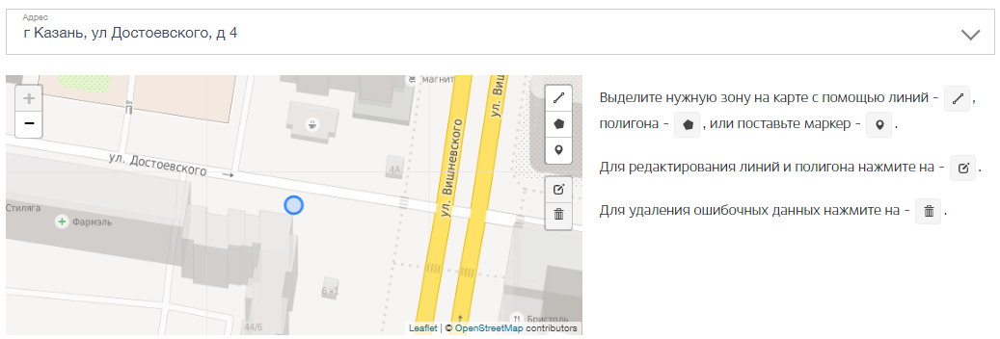 Адрес
г Казань, ул Достоевского, д 4
+
−
магнит
ул. Вишневского
ул. Достоевского
4А
ул. Вишневского
Стиляга
Фармэль
6 к1
44/6
Бристоль
Leaflet | © OpenStreetMap contributors
Выделите нужную зону на карте с помощью линий - ,
полигона - , или поставьте маркер - .
Для редактирования линий и полигона нажмите на - .
Для удаления ошибочных данных нажмите на - .